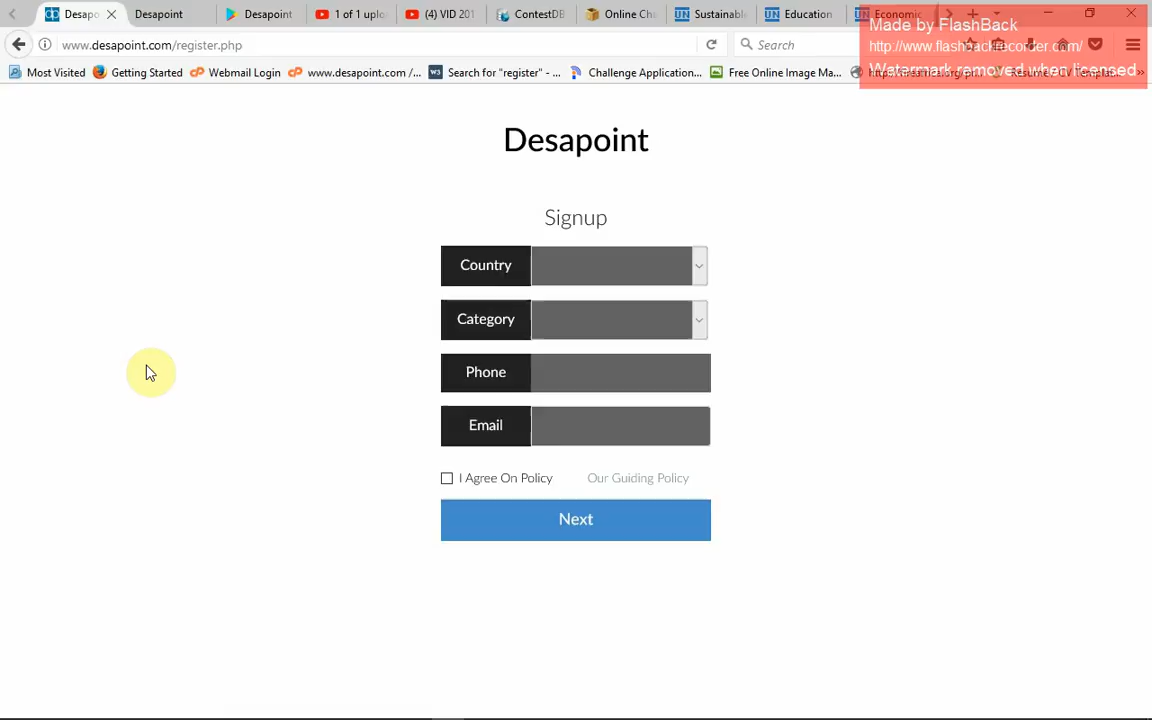 Desapo
Desapoint
Desapoint
1 of 1 uplo
(4) VID 201
ContestDB
Online Ch
Sustainable
Education
Economic
Made by FlashBack
www.desapoint.com/register.php
Search
http://www.flashbackrecorder.com/
Most Visited
Getting Started
Webmail Login
www.desapoint.com /...
Search for "register" - ...
Challenge Application...
Free Online Image Ma...
Watermark removed when licensed
Desapoint
Signup
Country
Category
Phone
Email
I Agree On Policy
Our Guiding Policy
Next